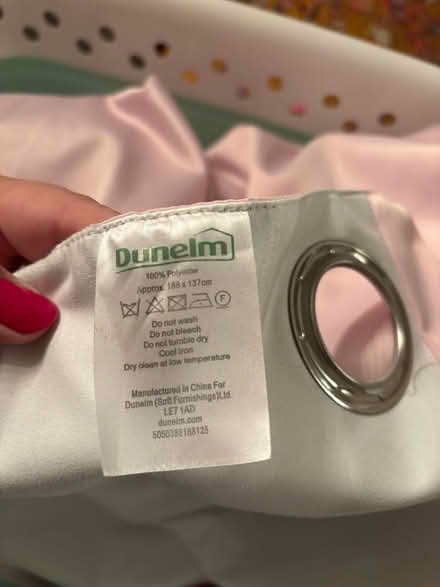 Dunelm
100% Polyester
Approx. 168 x 137cm
F
Do not wash
Do not bleach
Do not tumble dry
Cool iron
Dry clean at low temperature
Manufactured in China For
Dunelm (Soft Furnishings)Ltd.
LE7 1AD
dunelm.com
5050389188125